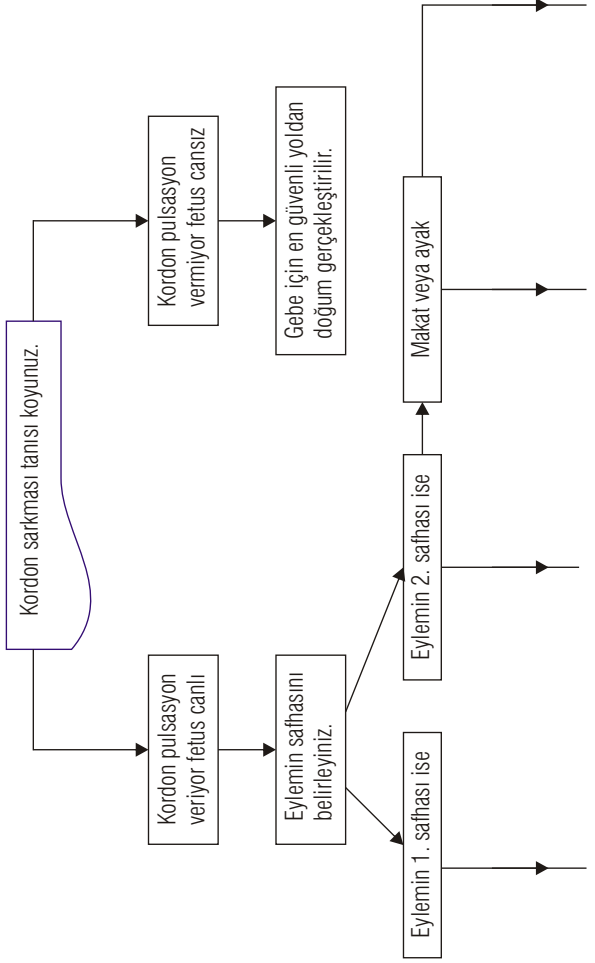 Kordon sarkması tanısı koyunuz.
Kordon pulsasyon
veriyor fetus canlı
Kordon pulsasyon
vermiyor fetus cansız
Eylemin safhasını
belirleyiniz.
Gebe için en güvenli yoldan
doğum gerçekleştirilir.
Eylemin 1. safhası ise
Eylemin 2. safhası ise
Makat veya ayak